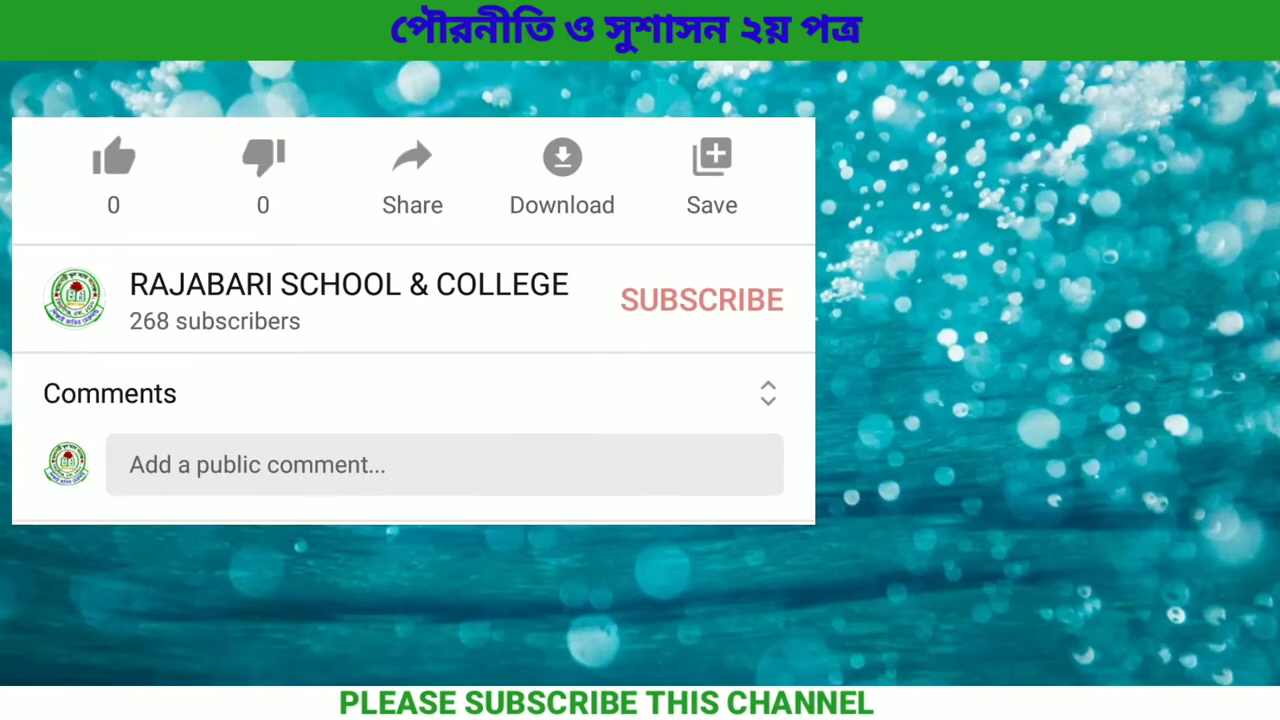 পৌরনীতি ও সুশাসন ২য় পত্র
0 0 Share Download Save
RAJABARI SCHOOL & COLLEGE
SUBSCRIBE
268 subscribers
Comments
Add a public comment...
PLEASE SUBSCRIBE THIS CHANNEL